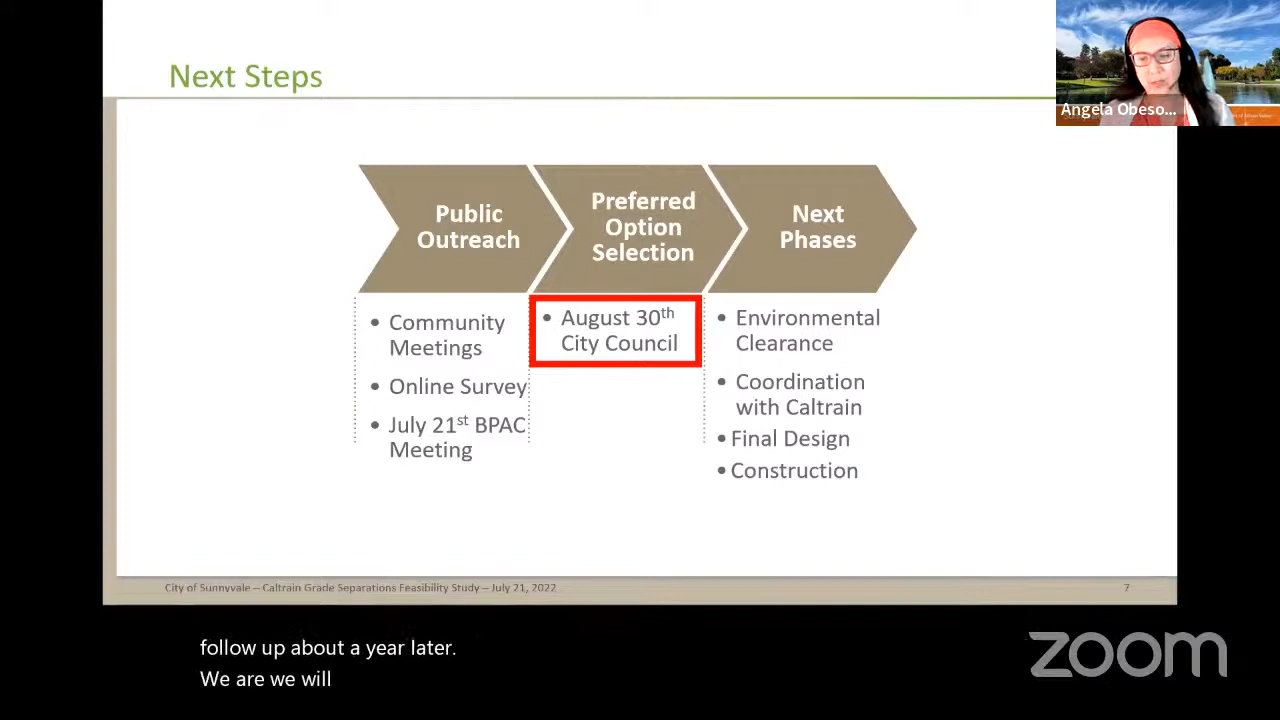 Next Steps
Angela Obeso...
Public
Outreach
Preferred
Option
Selection
Next
Phases
• Community
Meetings
• Online Survey
• July 21st BPAC
Meeting
• August 30th
City Council
• Environmental
Clearance
• Coordination
with Caltrain
• Final Design
• Construction
City of Sunnyvale – Caltrain Grade Separations Feasibility Study – July 21, 2022
7
follow up about a year later.
We are we will
zoom